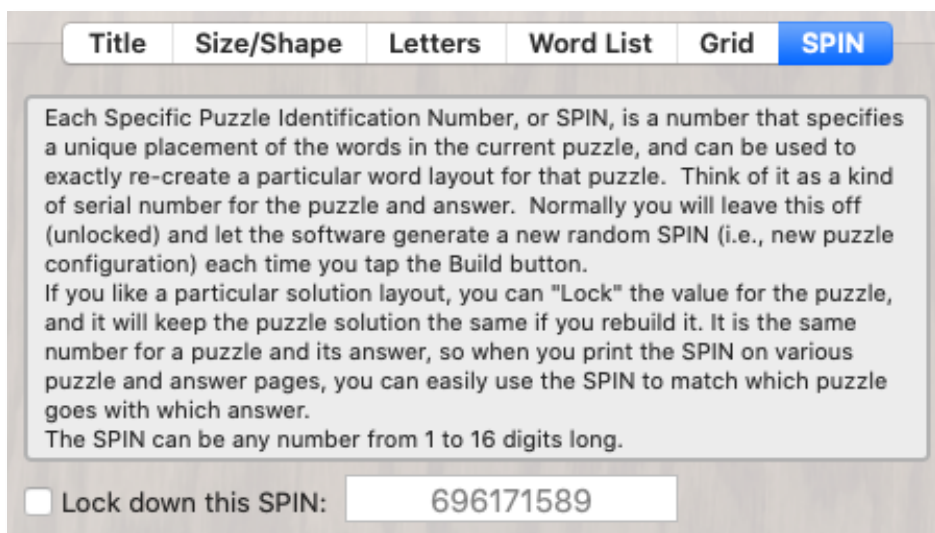 Title Size/Shape Letters Word List Grid SPIN
Each Specific Puzzle Identification Number, or SPIN, is a number that specifies
a unique placement of the words in the current puzzle, and can be used to
exactly re-create a particular word layout for that puzzle.  Think of it as a kind
of serial number for the puzzle and answer.  Normally you will leave this off
(unlocked) and let the software generate a new random SPIN (i.e., new puzzle
configuration) each time you tap the Build button.
If you like a particular solution layout, you can "Lock" the value for the puzzle,
and it will keep the puzzle solution the same if you rebuild it. It is the same
number for a puzzle and its answer, so when you print the SPIN on various
puzzle and answer pages, you can easily use the SPIN to match which puzzle
goes with which answer.
The SPIN can be any number from 1 to 16 digits long.
Lock down this SPIN: 696171589